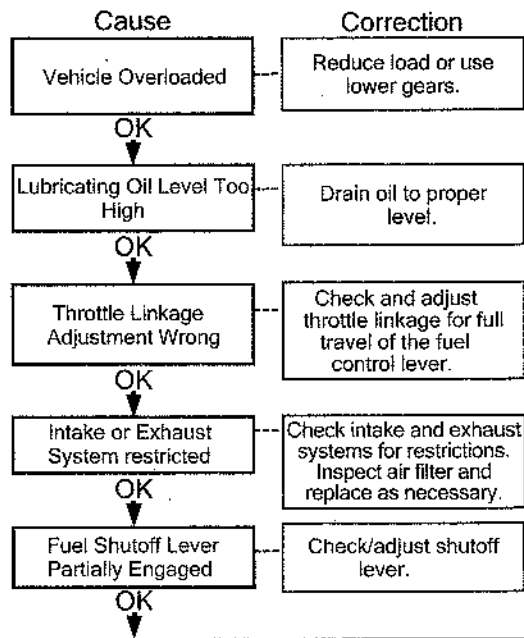 Cause
Correction
Vehicle Overloaded
Reduce load or use
lower gears.
OK
Lubricating Oil Level Too
High
Drain oil to proper
level.
OK
Throttle Linkage
Adjustment Wrong
Check and adjust
throttle linkage for full
travel of the fuel
control lever.
OK
Intake or Exhaust
System restricted
Check intake and exhaust
systems for restrictions.
Inspect air filter and
replace as necessary.
OK
Fuel Shutoff Lever
Partially Engaged
Check/adjust shutoff
lever.
OK